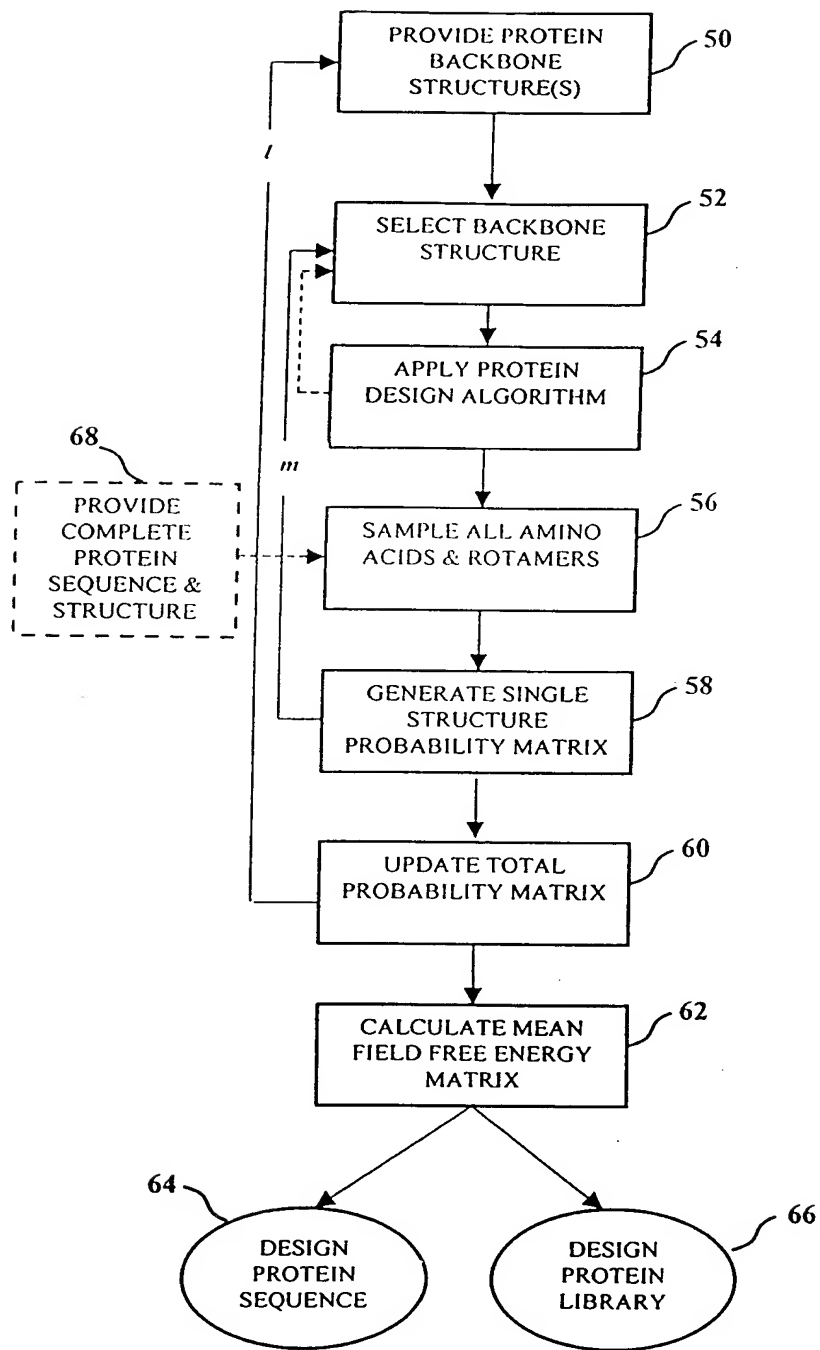 PROVIDE PROTEIN
BACKBONE
STRUCTURE(S)
50
l
SELECT BACKBONE
STRUCTURE
52
APPLY PROTEIN
DESIGN ALGORITHM
54
68
m
PROVIDE
COMPLETE
PROTEIN
SEQUENCE &
STRUCTURE
SAMPLE ALL AMINO
ACIDS & ROTAMERS
56
GENERATE SINGLE
STRUCTURE
PROBABILITY MATRIX
58
UPDATE TOTAL
PROBABILITY MATRIX
60
CALCULATE MEAN
FIELD FREE ENERGY
MATRIX
62
64
DESIGN
PROTEIN
SEQUENCE
66
DESIGN
PROTEIN
LIBRARY